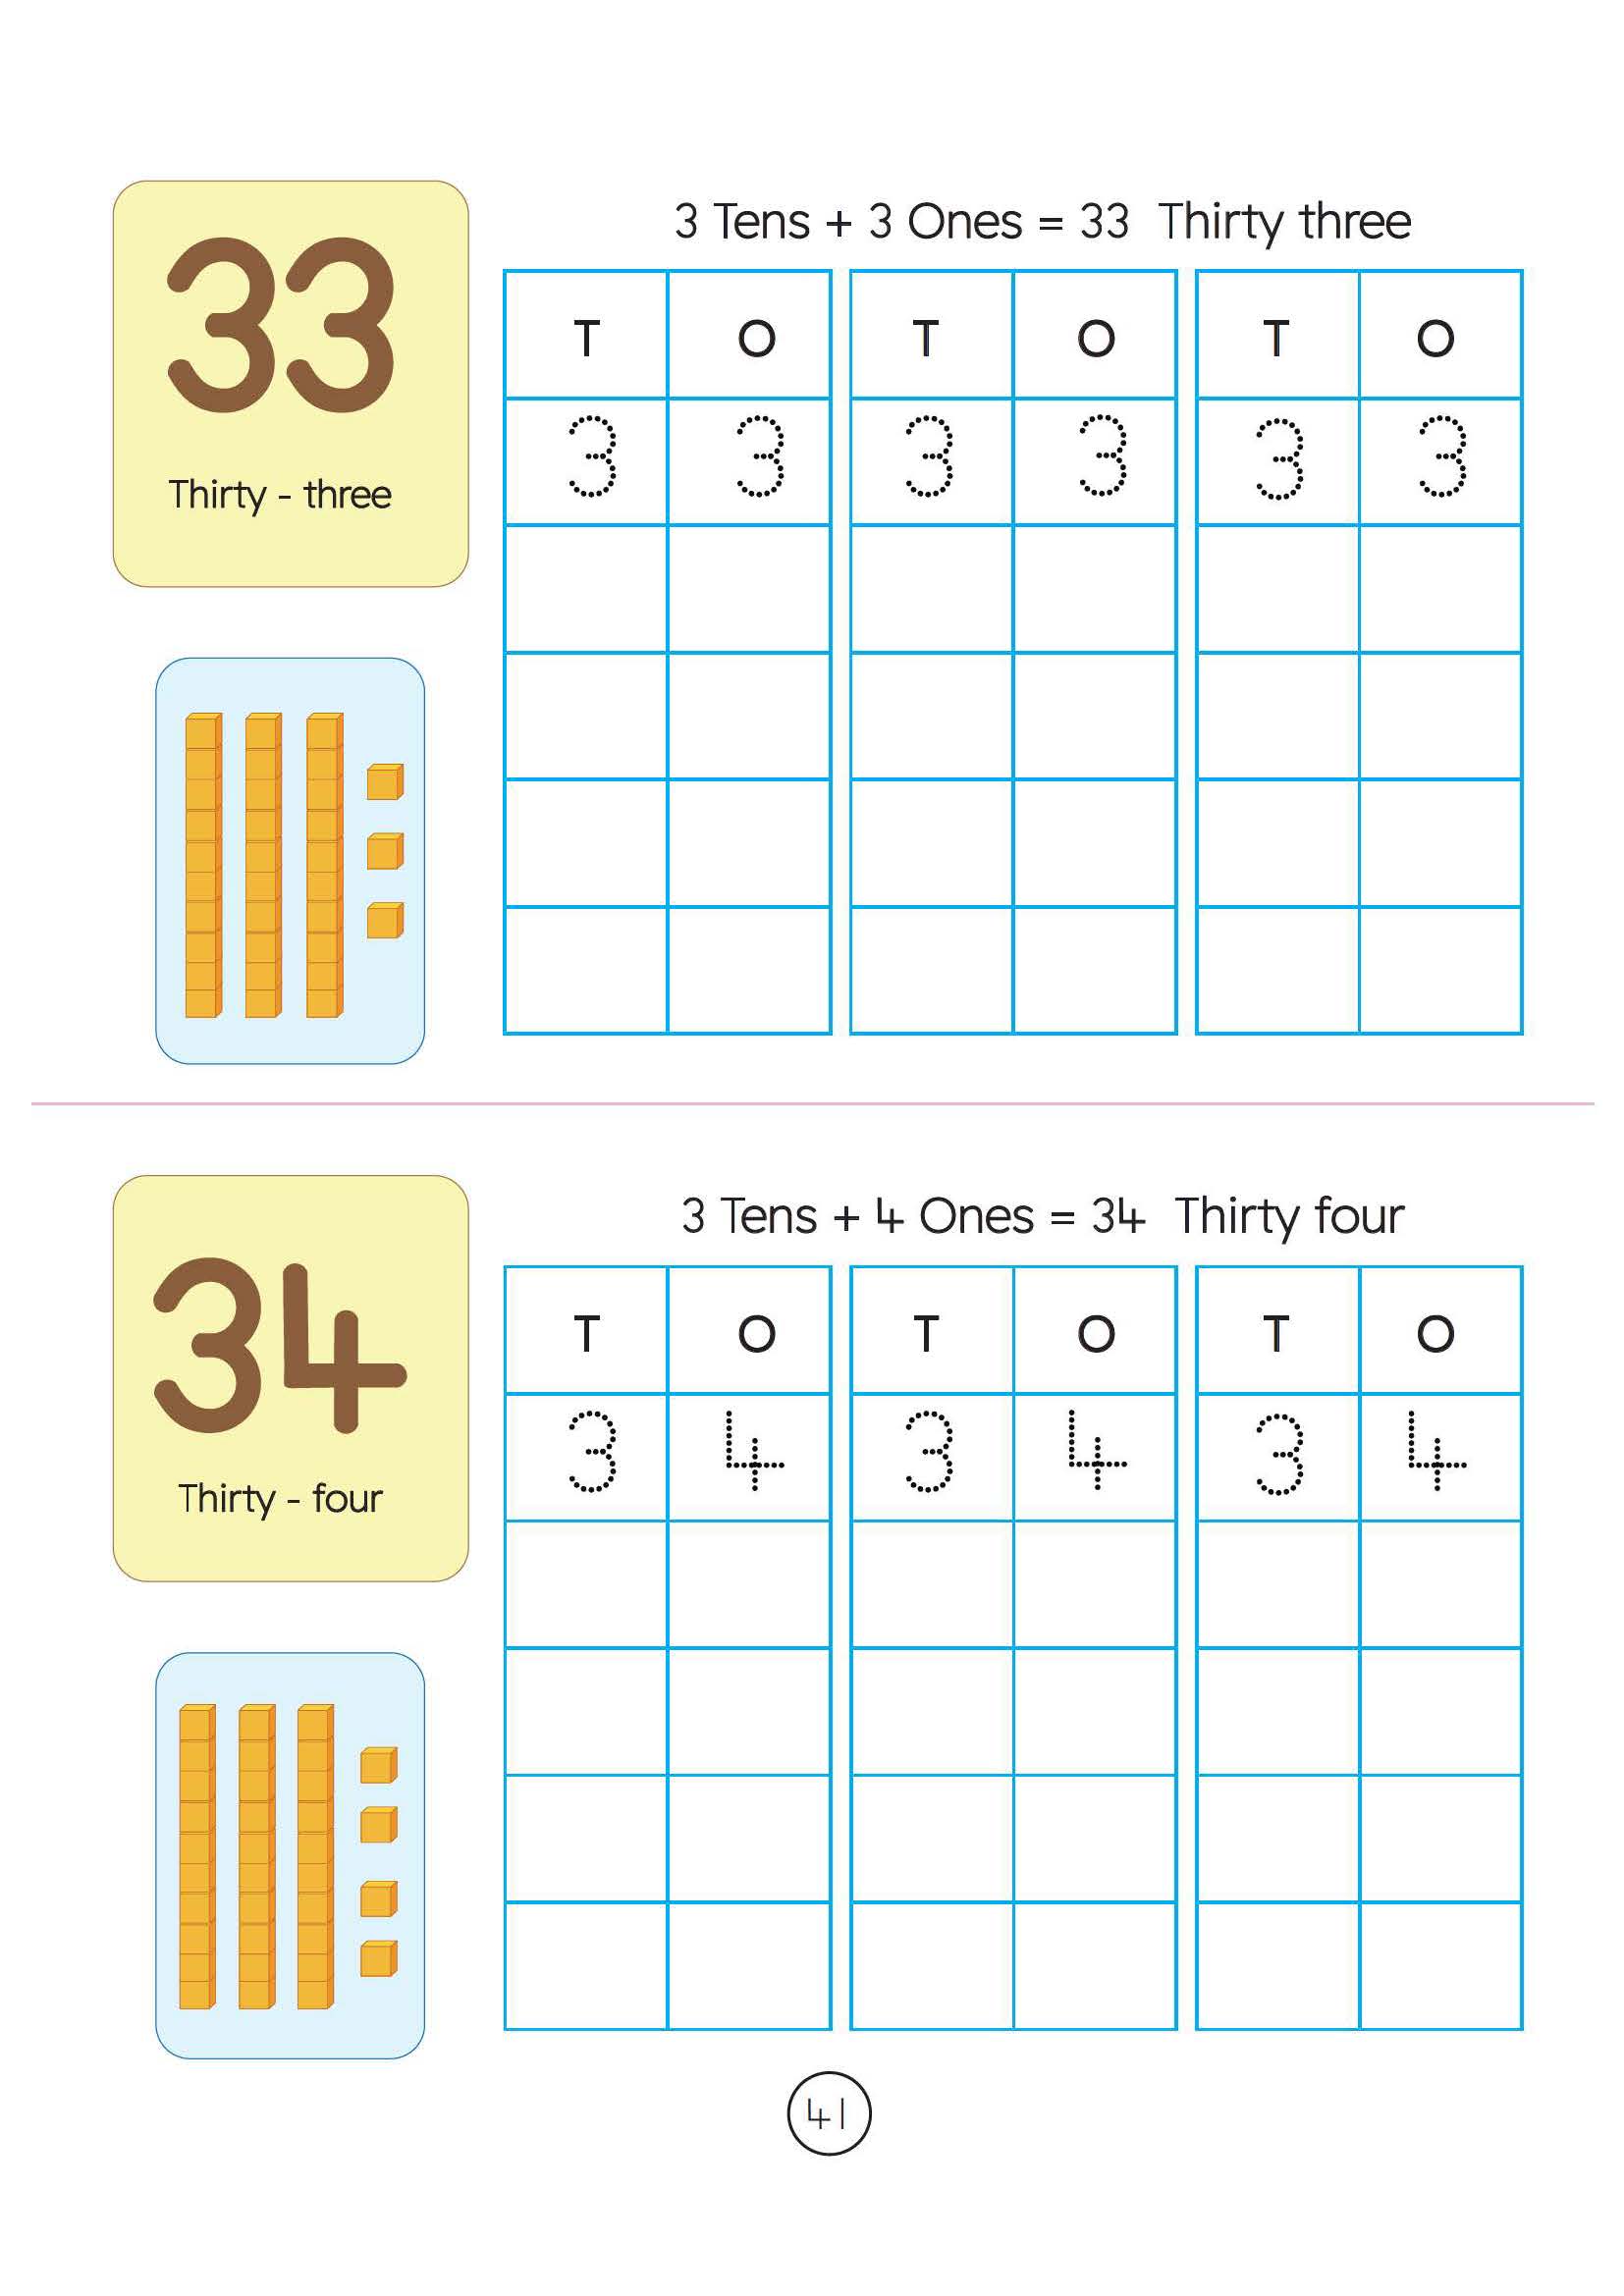 33
Thirty - three
3 Tens + 3 Ones = 33 Thirty three
T O T O T O
3 3 3 3 3 3
34
Thirty - four
3 Tens + 4 Ones = 34 Thirty four
T O T O T O
3 4 3 4 3 4
41